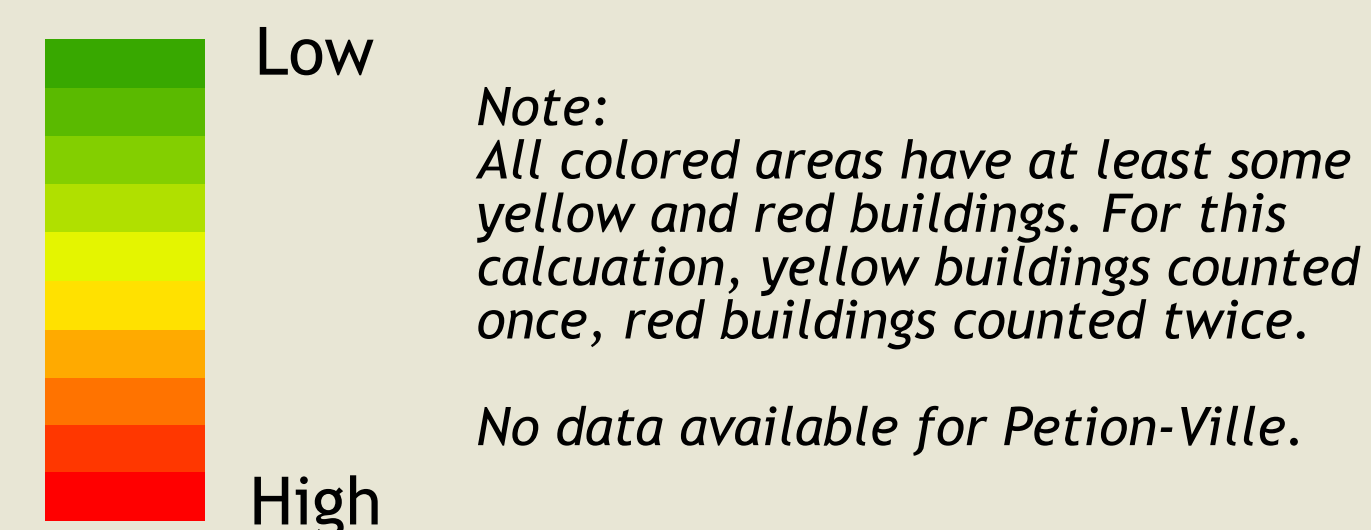 Low
Note:
All colored areas have at least some
yellow and red buildings. For this
calcuation, yellow buildings counted
once, red buildings counted twice.
No data available for Petion-Ville.
High